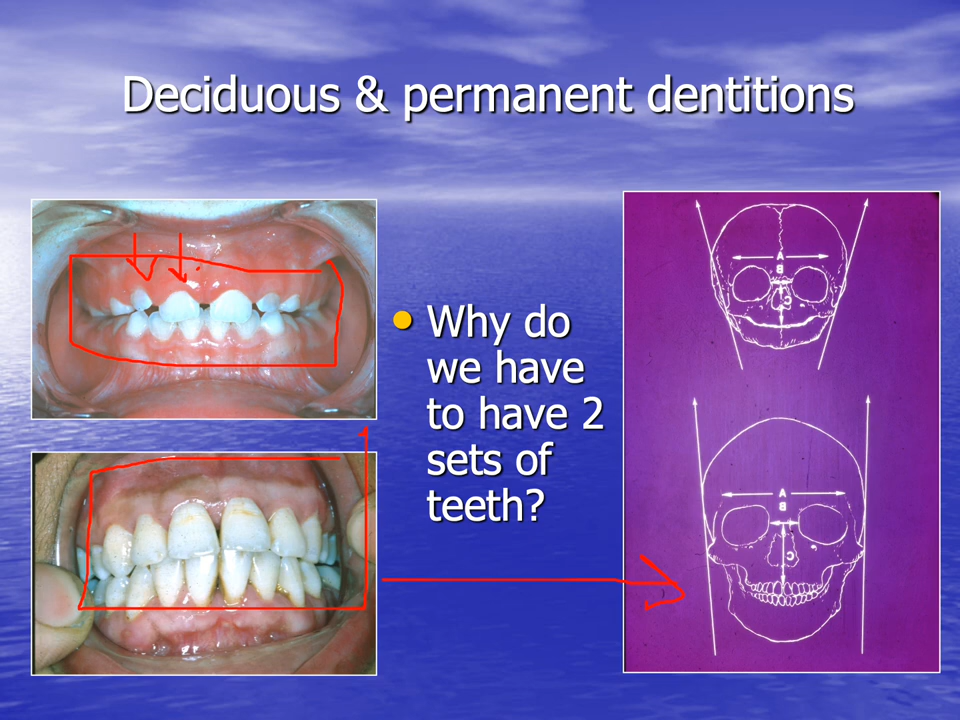 Deciduous & permanent dentitions
Why do
we have
to have 2
sets of
teeth?
A
B
C
A
B
C